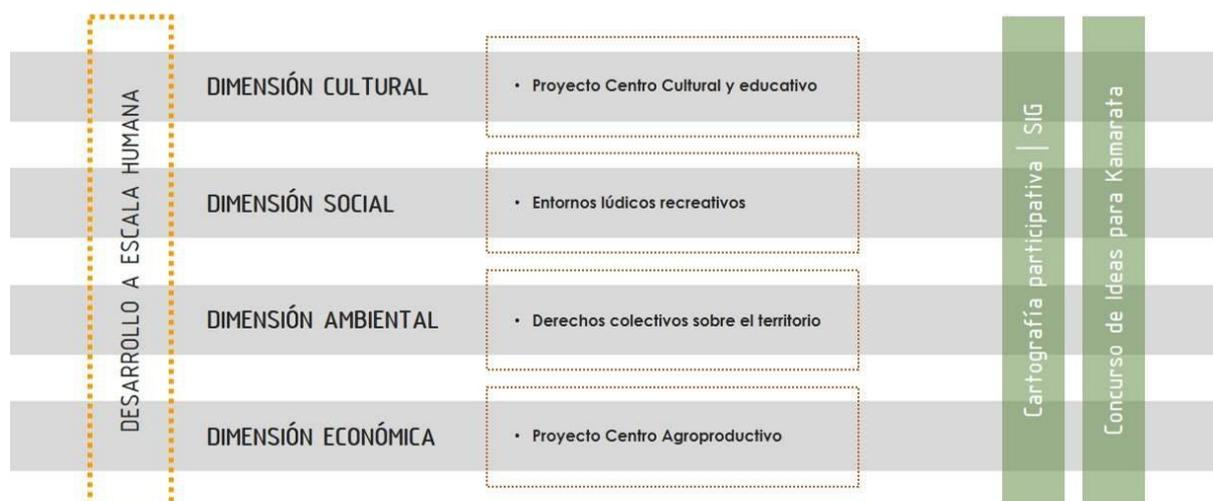 DESARROLLO A ESCALA HUMANA
DIMENSIÓN CULTURAL
• Proyecto Centro Cultural y educativo
DIMENSIÓN SOCIAL
• Entornos lúdicos recreativos
DIMENSIÓN AMBIENTAL
• Derechos colectivos sobre el territorio
DIMENSIÓN ECONÓMICA
• Proyecto Centro Agroproductivo
Cartografía participativa | SIG
Concurso de Ideas para Kamarata